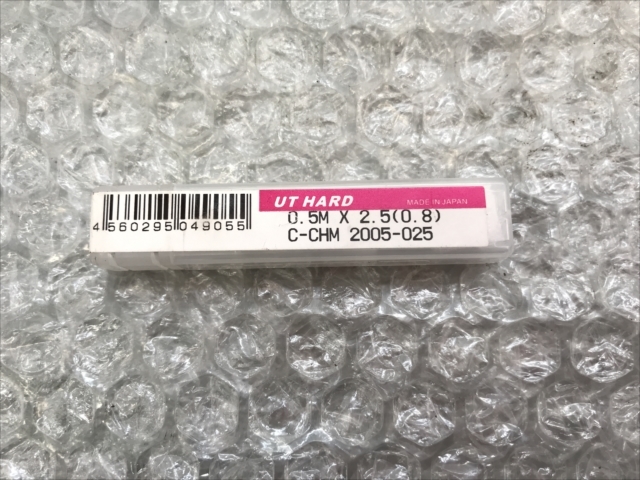 UT HARD MADE IN JAPAN
0.5M X 2.5(0.8)
C-CHM 2005-025
4 560295 049055